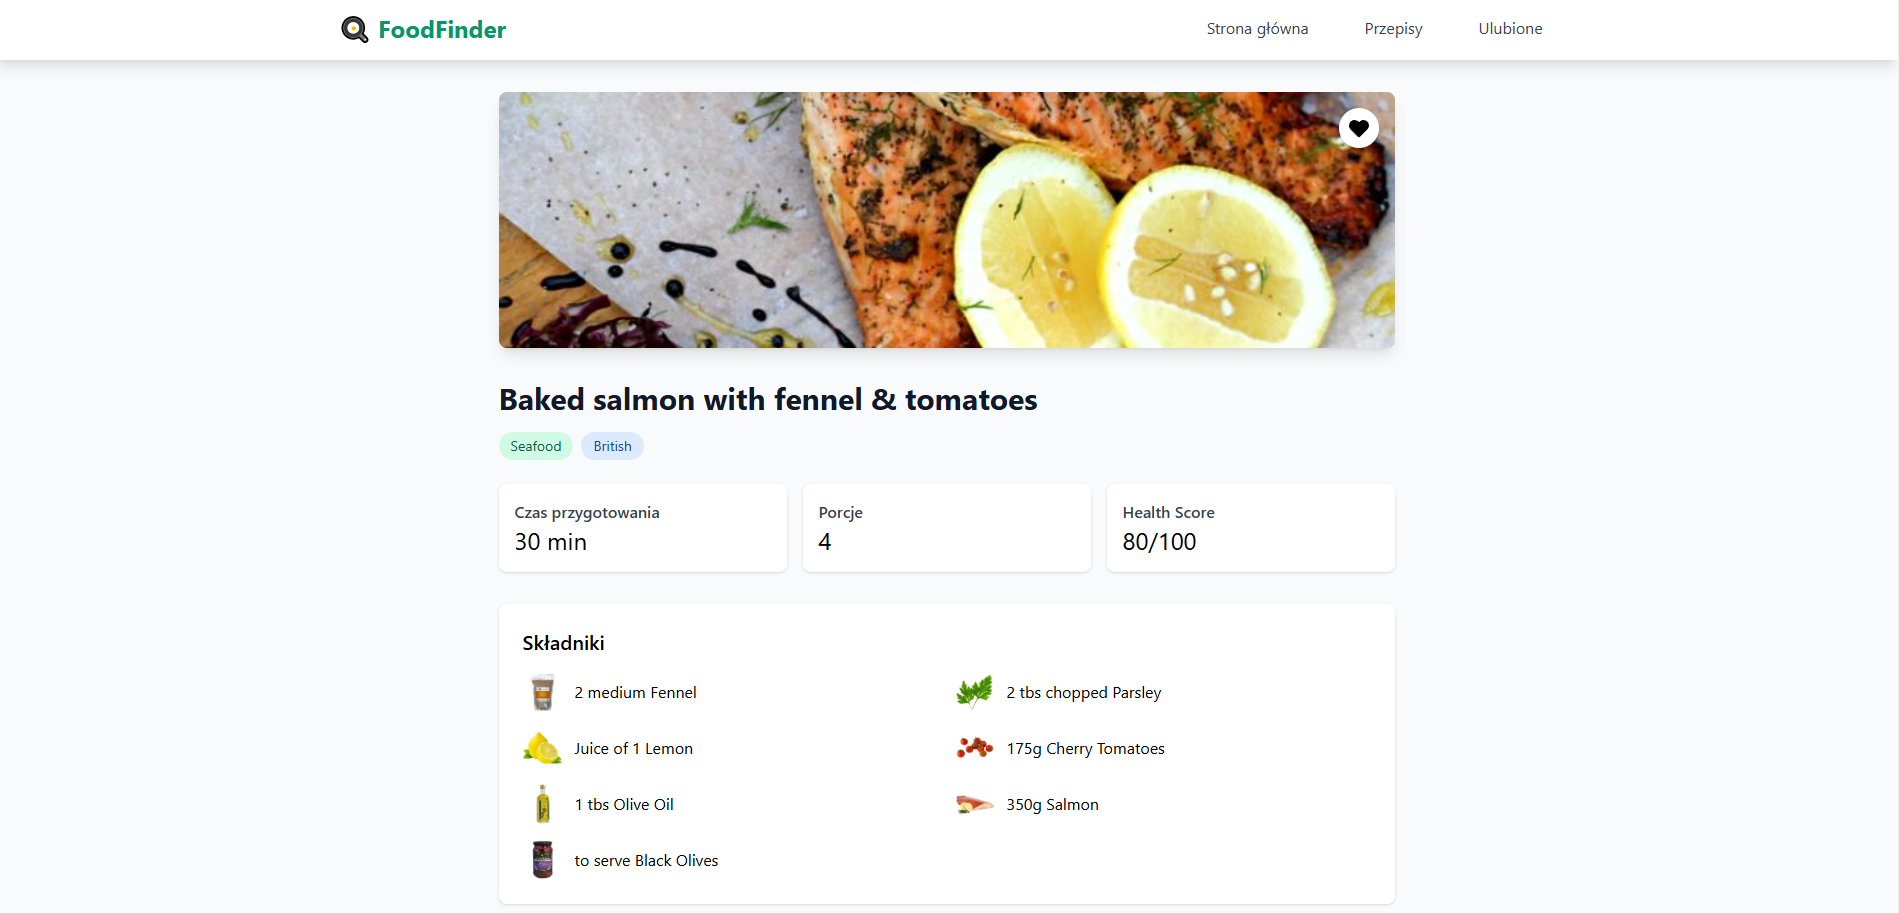 FoodFinder
Strona główna
Przepisy
Ulubione
Baked salmon with fennel & tomatoes
Seafood
British
Czas przygotowania
30 min
Porcje
4
Health Score
80/100
Składniki
2 medium Fennel
2 tbs chopped Parsley
Juice of 1 Lemon
175g Cherry Tomatoes
1 tbs Olive Oil
350g Salmon
to serve Black Olives